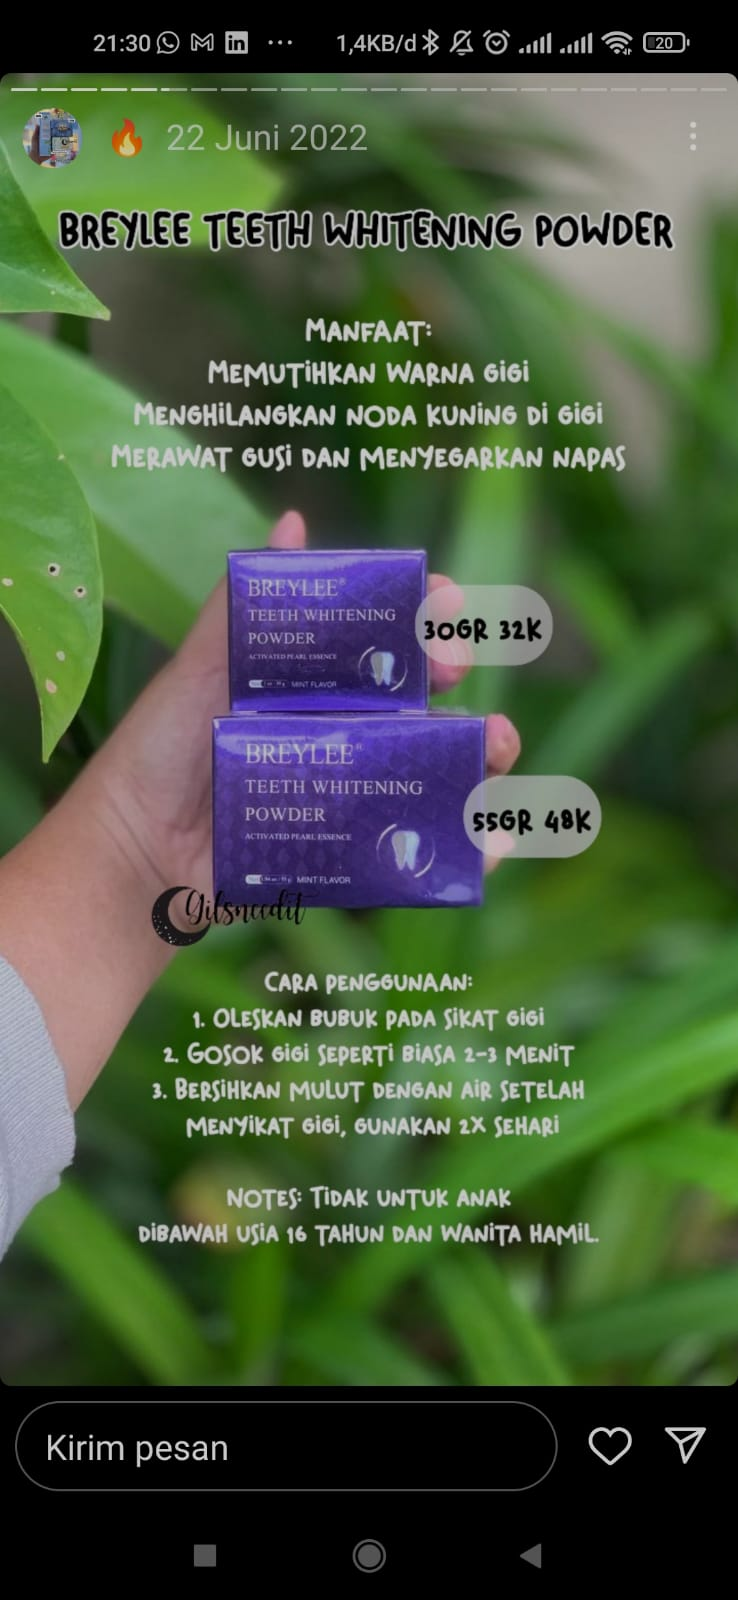 21:30
1,4KB/d
20
22 Juni 2022
BREYLEE TEETH WHITENING POWDER
MANFAAT:
MEMUTIHKAN WARNA GIGI
MENGHILANGKAN NODA KUNING DI GIGI
MERAWAT GUSI DAN MENYEGARKAN NAPAS
BREYLEE®
TEETH WHITENING
POWDER
ACTIVATED PEARL ESSENCE
MINT FLAVOR
30GR 32K
BREYLEE®
TEETH WHITENING
POWDER
ACTIVATED PEARL ESSENCE
MINT FLAVOR
55GR 48K
Gilsneedit
CARA PENGGUNAAN:
1. OLESKAN BUBUK PADA SIKAT GIGI
2. GOSOK GIGI SEPERTI BIASA 2-3 MENIT
3. BERSIHKAN MULUT DENGAN AIR SETELAH
MENYIKAT GIGI, GUNAKAN 2X SEHARI
NOTES: TIDAK UNTUK ANAK
DIBAWAH USIA 16 TAHUN DAN WANITA HAMIL.
Kirim pesan